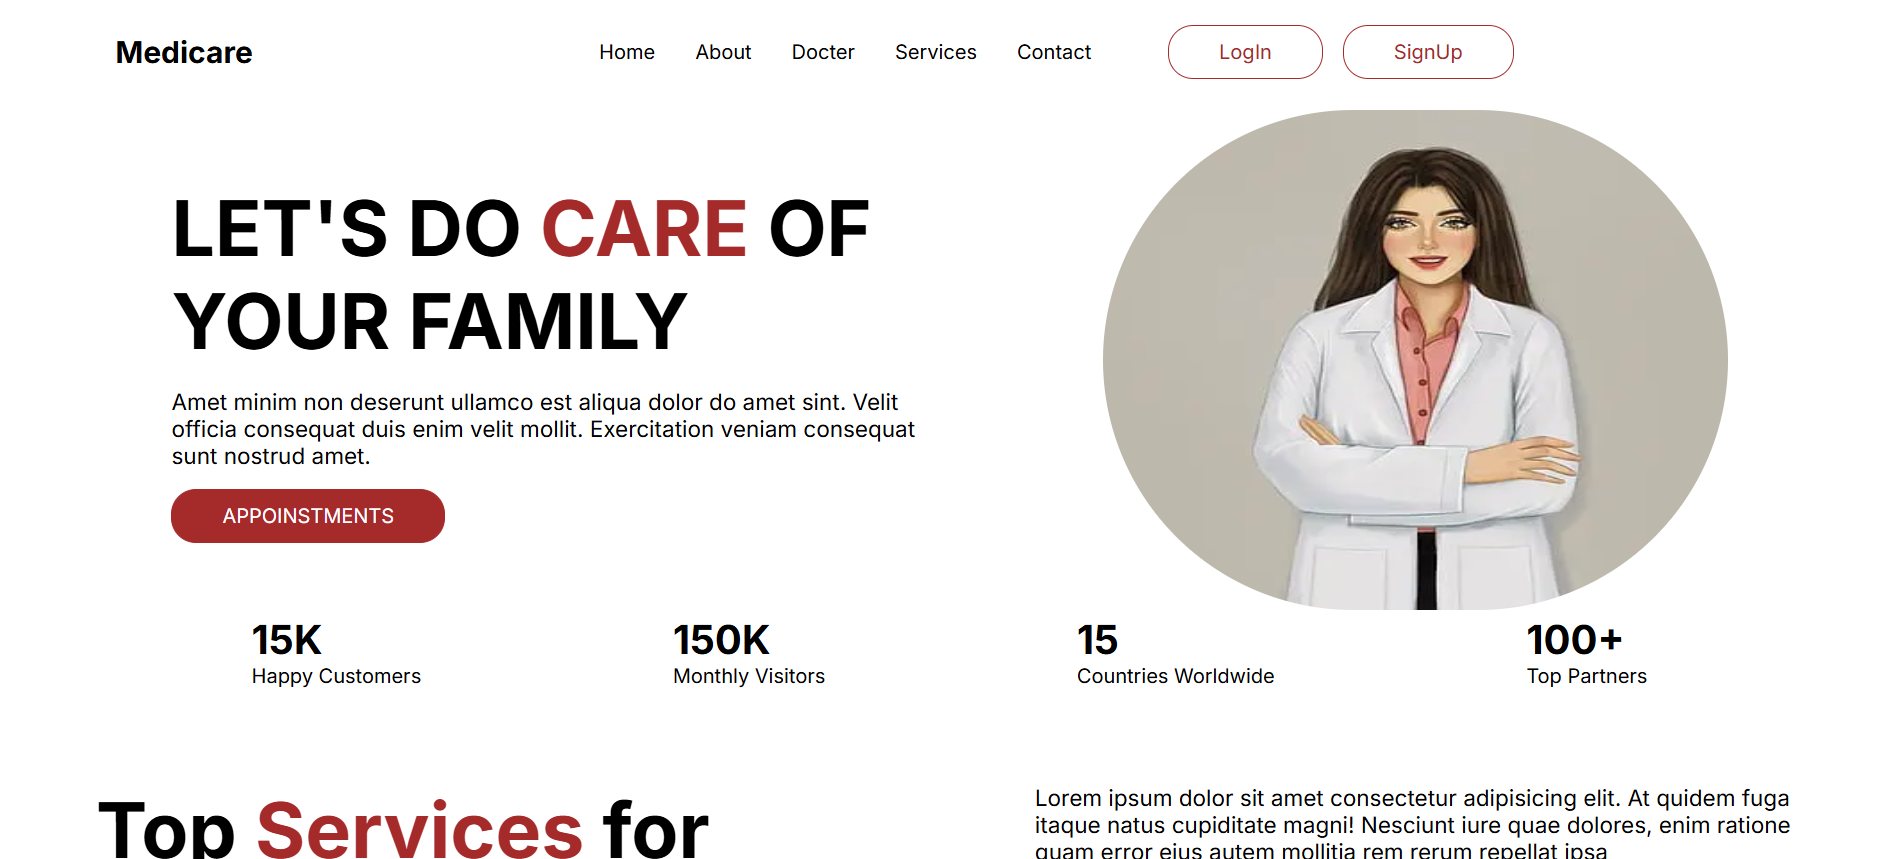 Medicare
Home
About
Docter
Services
Contact
LogIn
SignUp
LET'S DO CARE OF
YOUR FAMILY
Amet minim non deserunt ullamco est aliqua dolor do amet sint. Velit
officia consequat duis enim velit mollit. Exercitation veniam consequat
sunt nostrud amet.
APPOINSTMENTS
15K
Happy Customers
150K
Monthly Visitors
15
Countries Worldwide
100+
Top Partners
Top Services for
Lorem ipsum dolor sit amet consectetur adipisicing elit. At quidem fuga
itaque natus cupiditate magni! Nesciunt iure quae dolores, enim ratione
quam error eius autem mollitia rem rerum repellat ipsa